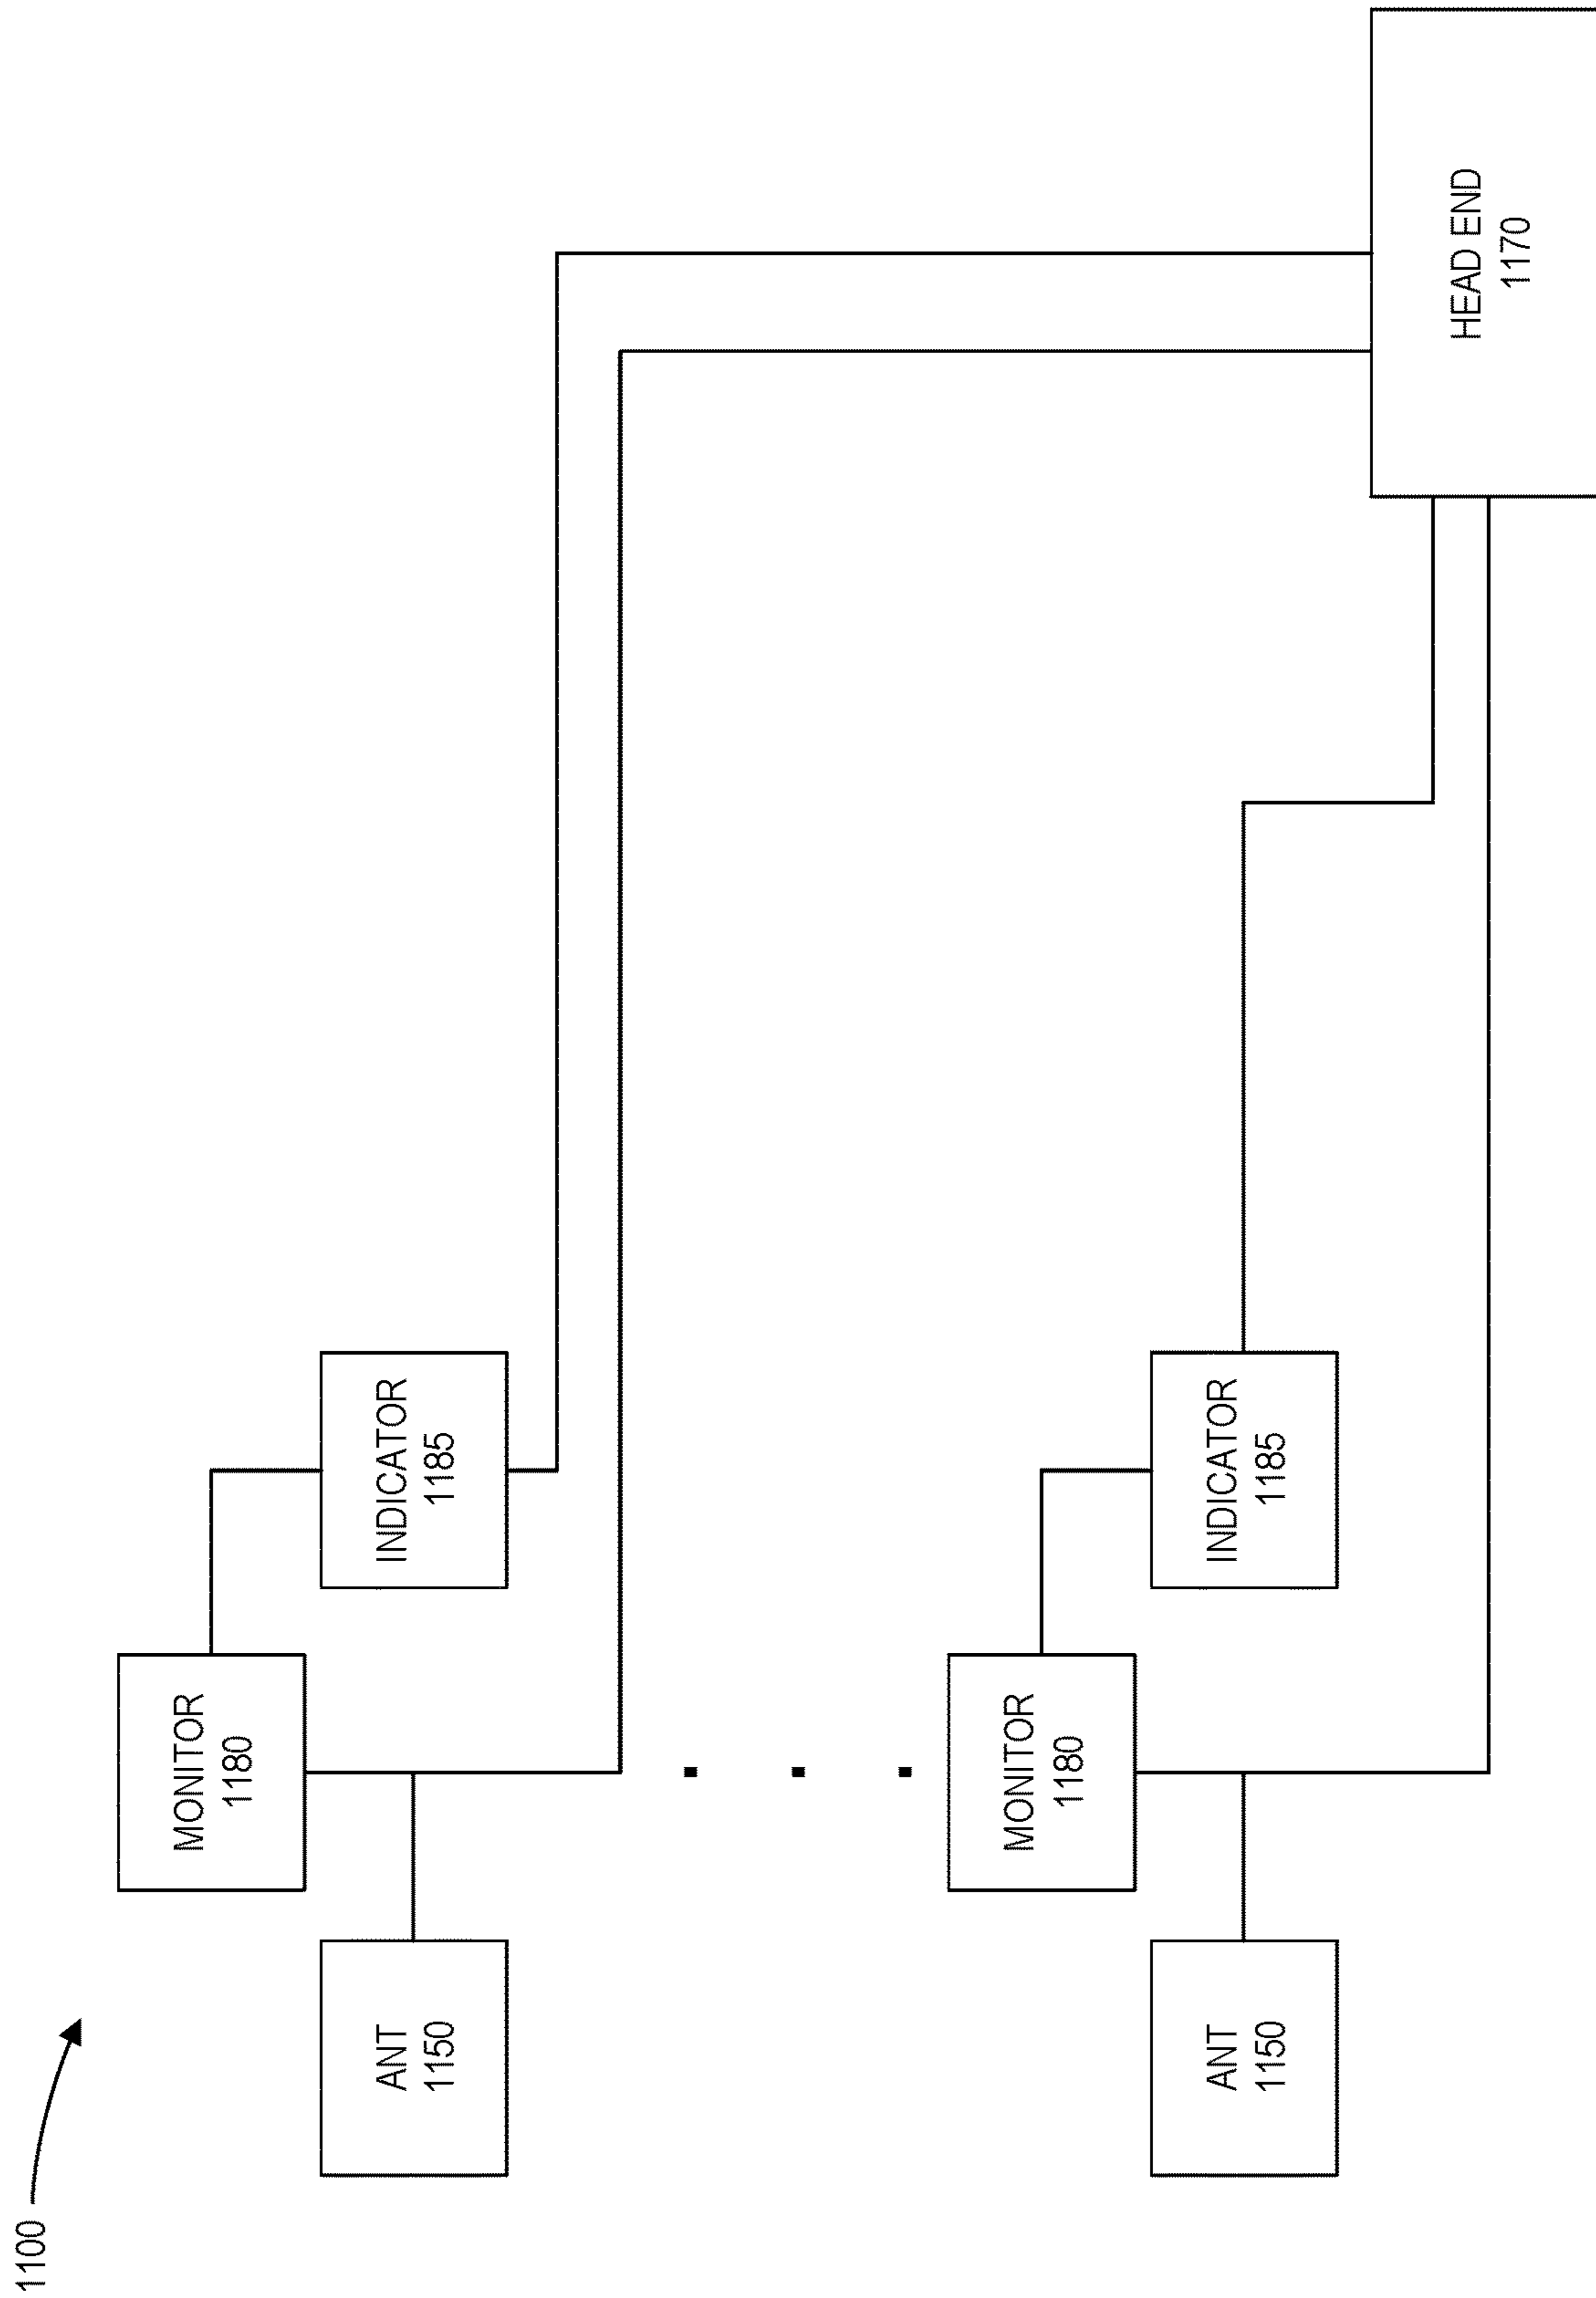 1100
MONITOR
1180
INDICATOR
1185
ANT
1150
MONITOR
1180
INDICATOR
1185
ANT
1150
HEAD END
1170